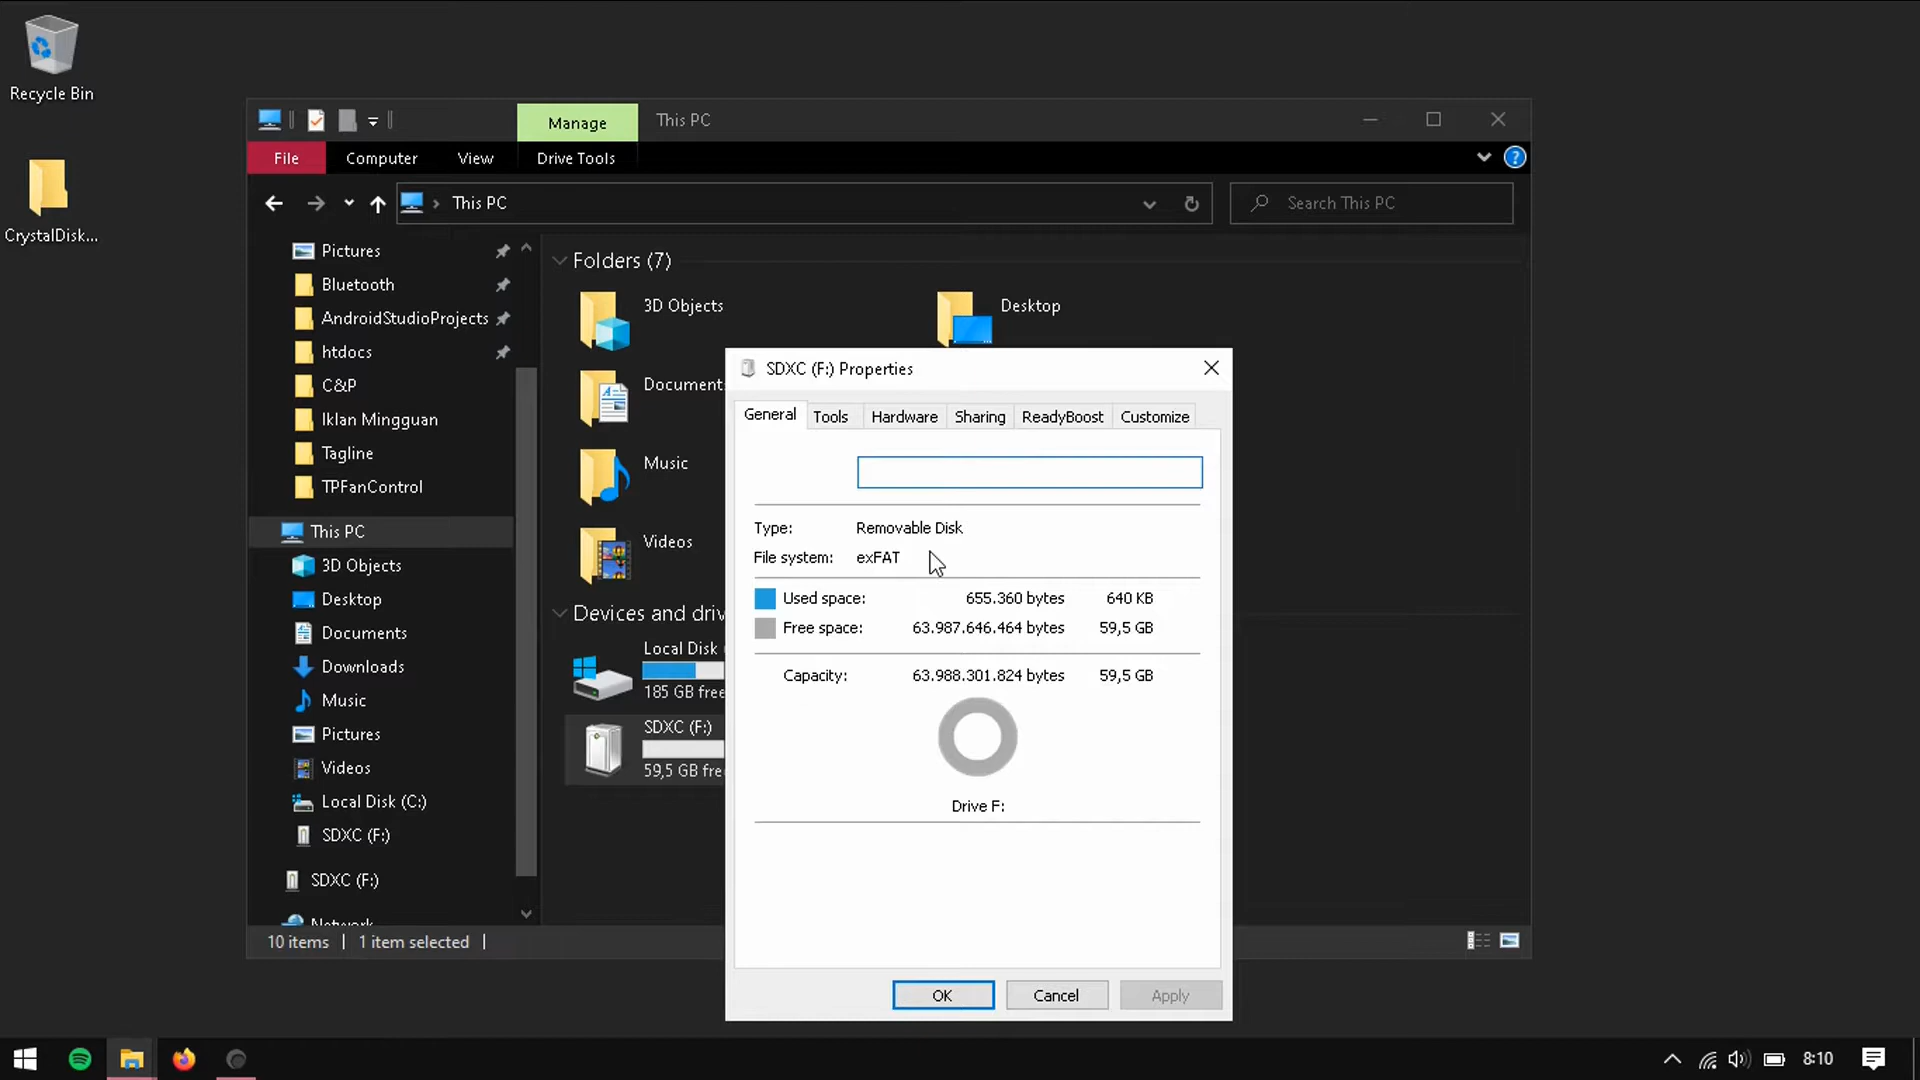 Recycle Bin
CrystalDisk...
Manage
This PC
File
Computer
View
Drive Tools
This PC
Search This PC
Pictures
Bluetooth
AndroidStudioProjects
htdocs
C&P
Iklan Mingguan
Tagline
TPFanControl
This PC
3D Objects
Desktop
Documents
Downloads
Music
Pictures
Videos
Local Disk (C:)
SDXC (F:)
SDXC (F:)
Network
Folders (7)
3D Objects
Desktop
Document
Music
Videos
Devices and driv
Local Disk
185 GB free
SDXC (F:)
59,5 GB fre
10 items
1 item selected
SDXC (F:) Properties
General
Tools
Hardware
Sharing
ReadyBoost
Customize
Type: Removable Disk
File system: exFAT
Used space: 655.360 bytes 640 KB
Free space: 63.987.646.464 bytes 59,5 GB
Capacity: 63.988.301.824 bytes 59,5 GB
Drive F:
OK
Cancel
Apply
8:10